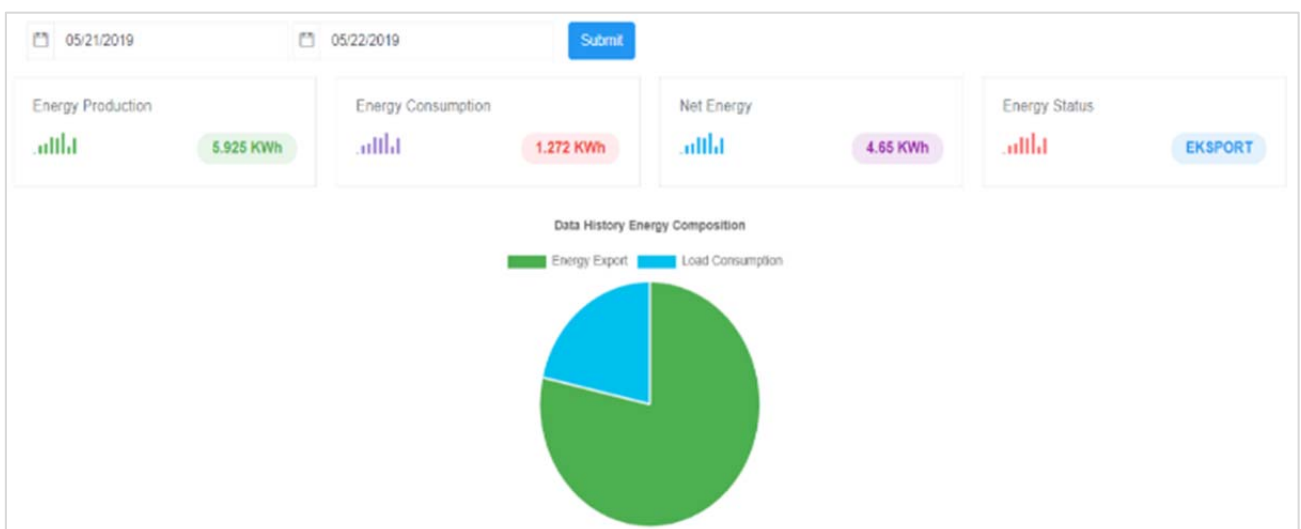 05/21/2019 05/22/2019 Submit
Energy Production Energy Consumption Net Energy Energy Status
5.925 KWh 1.272 KWh 4.65 KWh EKSPORT
Data History Energy Composition
Energy Export Load Consumption